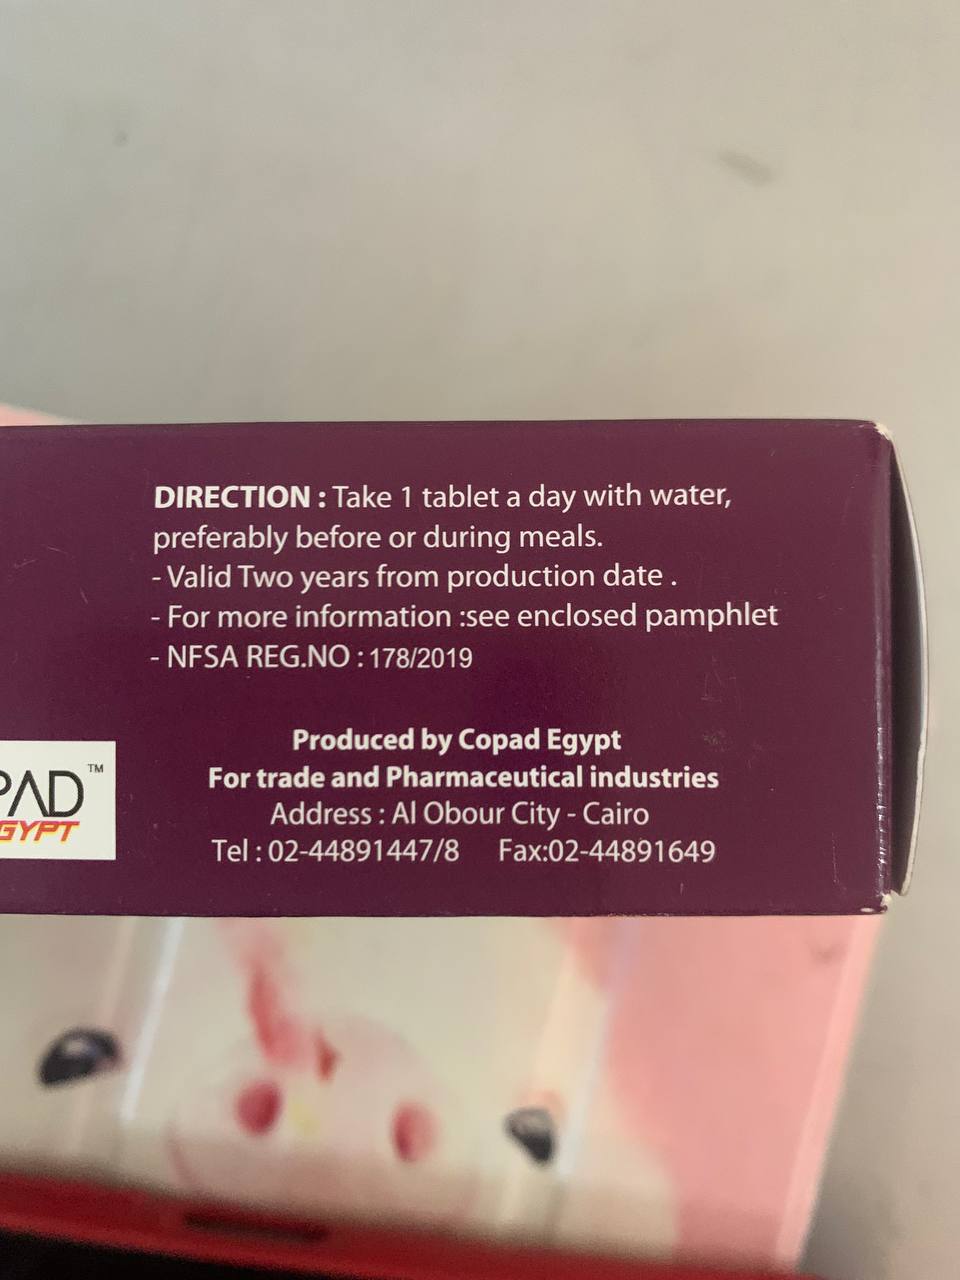 DIRECTION : Take 1 tablet a day with water,
preferably before or during meals.
- Valid Two years from production date .
- For more information :see enclosed pamphlet
- NFSA REG.NO : 178/2019
PAD™
GYPT
Produced by Copad Egypt
For trade and Pharmaceutical industries
Address : Al Obour City - Cairo
Tel : 02-44891447/8 Fax:02-44891649